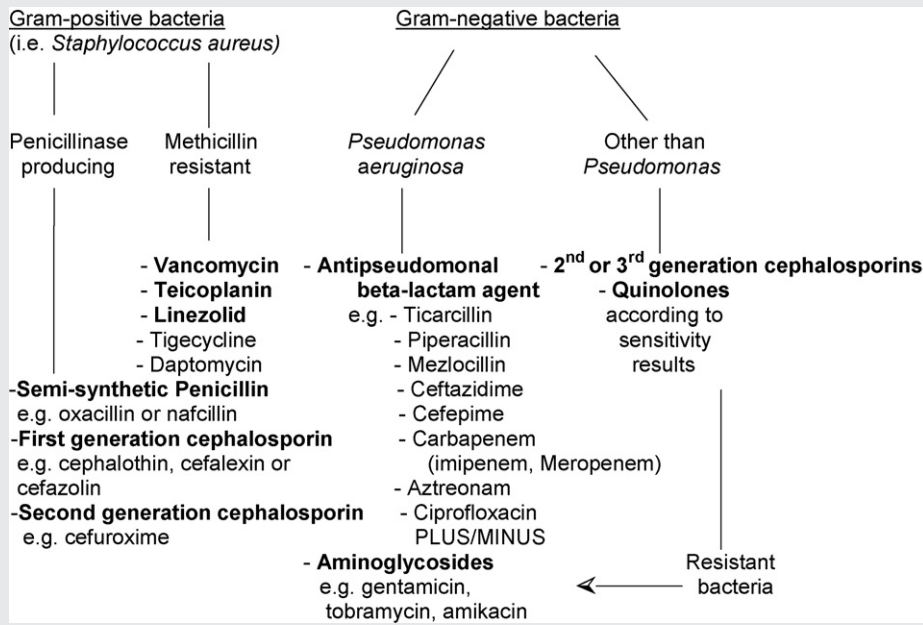 Gram-positive bacteria
(i.e. Staphylococcus aureus)
Penicillinase
producing
Methicillin
resistant
- Vancomycin
- Teicoplanin
- Linezolid
- Tigecycline
- Daptomycin
-Semi-synthetic Penicillin
e.g. oxacillin or nafcillin
-First generation cephalosporin
e.g. cephalothin, cefalexin or
cefazolin
-Second generation cephalosporin
e.g. cefuroxime
Gram-negative bacteria
Pseudomonas
aeruginosa
- Antipseudomonal
beta-lactam agent
e.g. - Ticarcillin
- Piperacillin
- Mezlocillin
- Ceftazidime
- Cefepime
- Carbapenem
(imipenem, Meropenem)
- Aztreonam
- Ciprofloxacin
PLUS/MINUS
- Aminoglycosides
e.g. gentamicin,
tobramycin, amikacin
Other than
Pseudomonas
- 2nd or 3rd generation cephalosporins
- Quinolones
according to
sensitivity
results
Resistant
bacteria